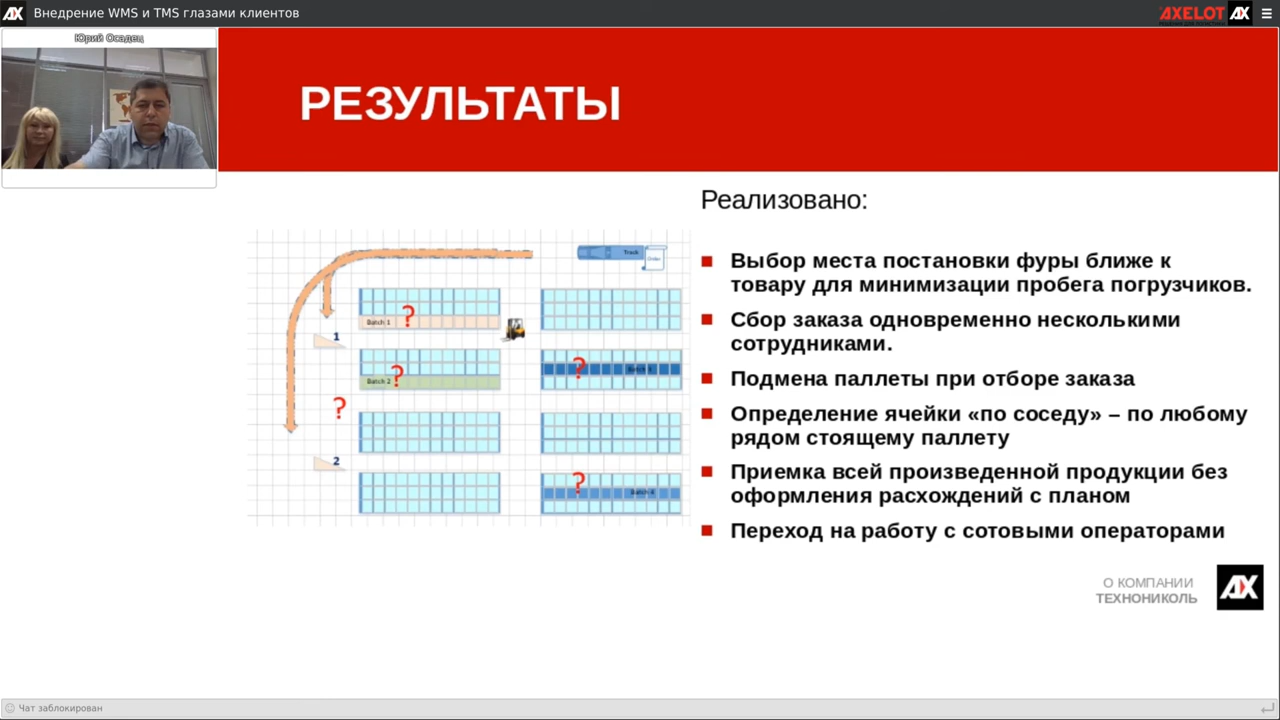 Внедрение WMS и TMS глазами клиентов
AXELOT
Юрий Осадец
РЕЗУЛЬТАТЫ
Реализовано:
Track
Order
Batch 1
?
1
Batch 2
?
?
?
2
?
Выбор места постановки фуры ближе к
товару для минимизации пробега погрузчиков.
Сбор заказа одновременно несколькими
сотрудниками.
Подмена паллеты при отборе заказа
Определение ячейки «по соседу» – по любому
рядом стоящему паллету
Приемка всей произведенной продукции без
оформления расхождений с планом
Переход на работу с сотовыми операторами
О КОМПАНИИ
ТЕХНОНИКОЛЬ
Чат заблокирован